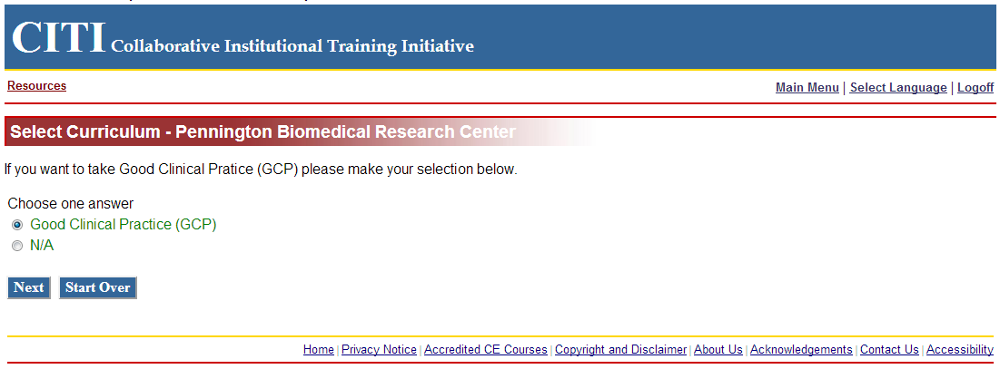 CITI Collaborative Institutional Training Initiative
Resources
Main Menu | Select Language | Logoff
Select Curriculum - Pennington Biomedical Research Center
If you want to take Good Clinical Pratice (GCP) please make your selection below.
Choose one answer
Good Clinical Practice (GCP)
N/A
Next Start Over
Home | Privacy Notice | Accredited CE Courses | Copyright and Disclaimer | About Us | Acknowledgements | Contact Us | Accessibility